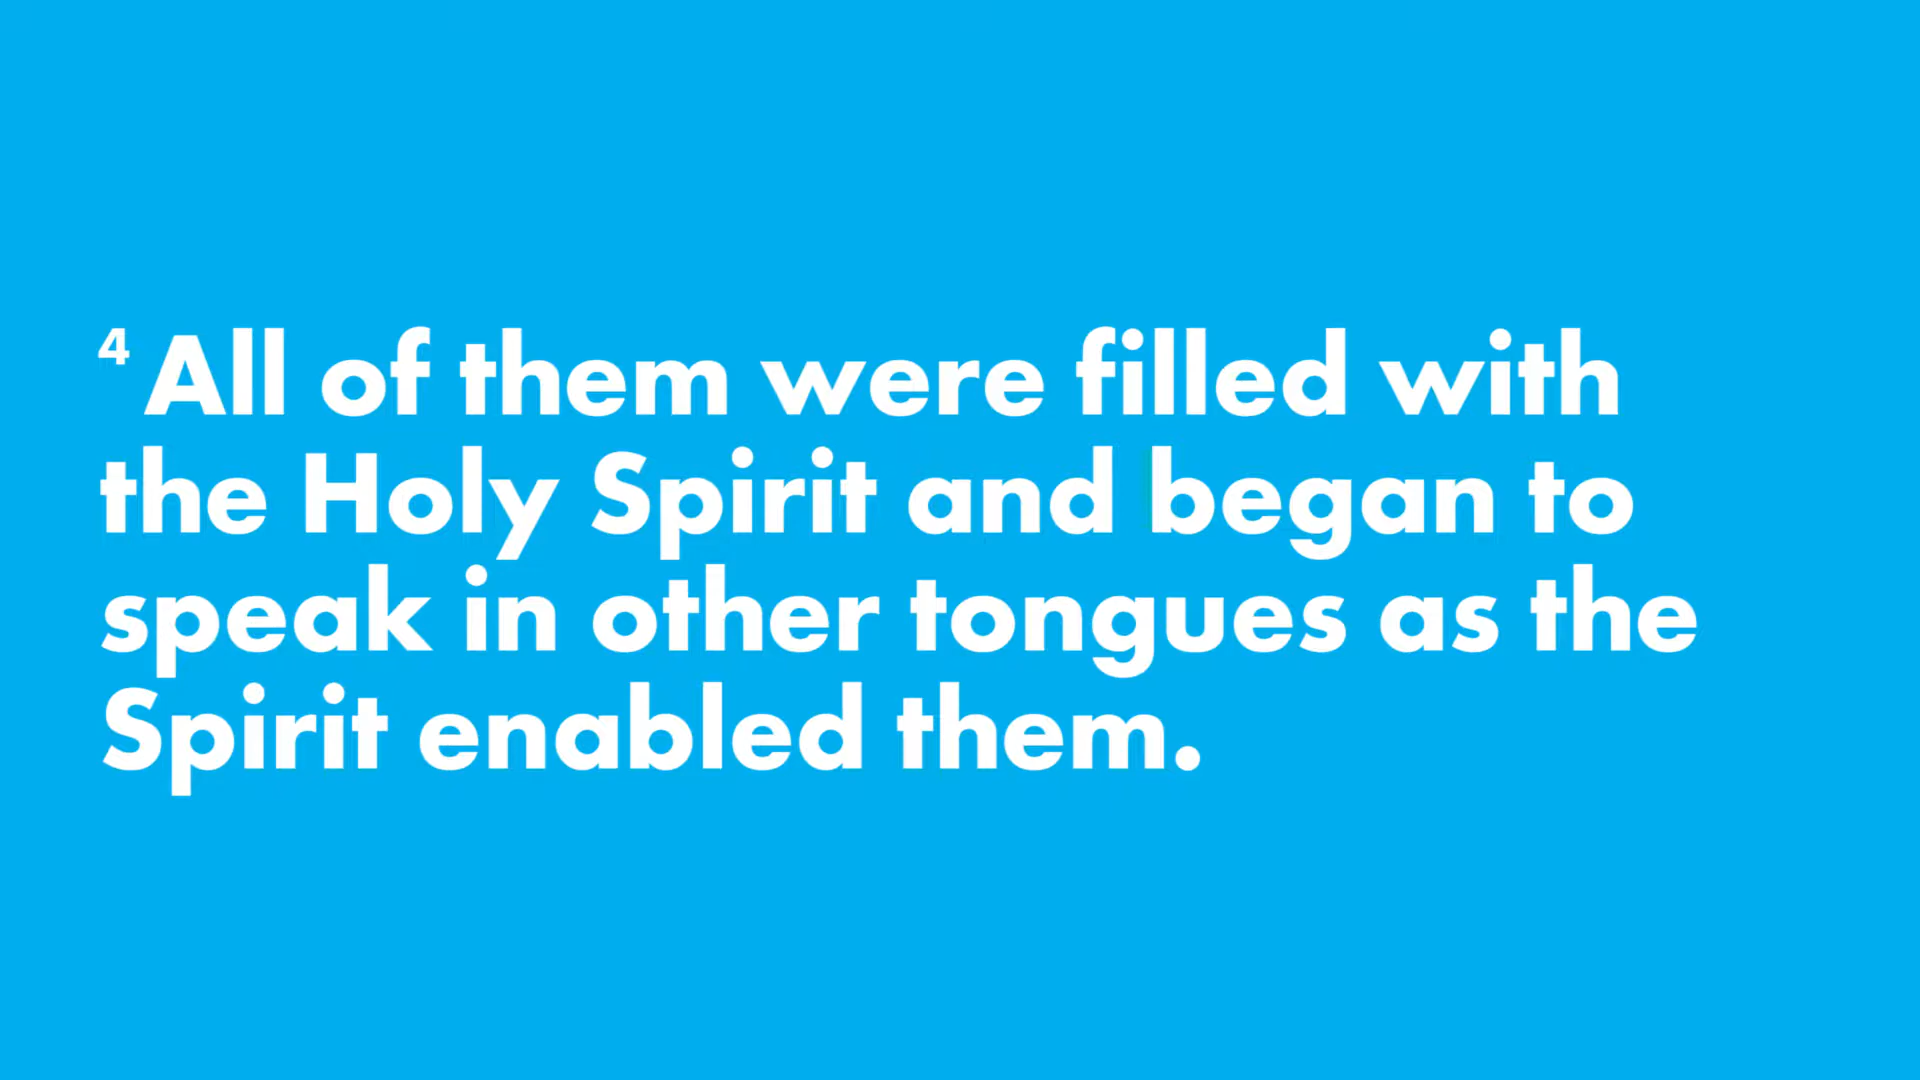 4 All of them were filled with
the Holy Spirit and began to
speak in other tongues as the
Spirit enabled them.